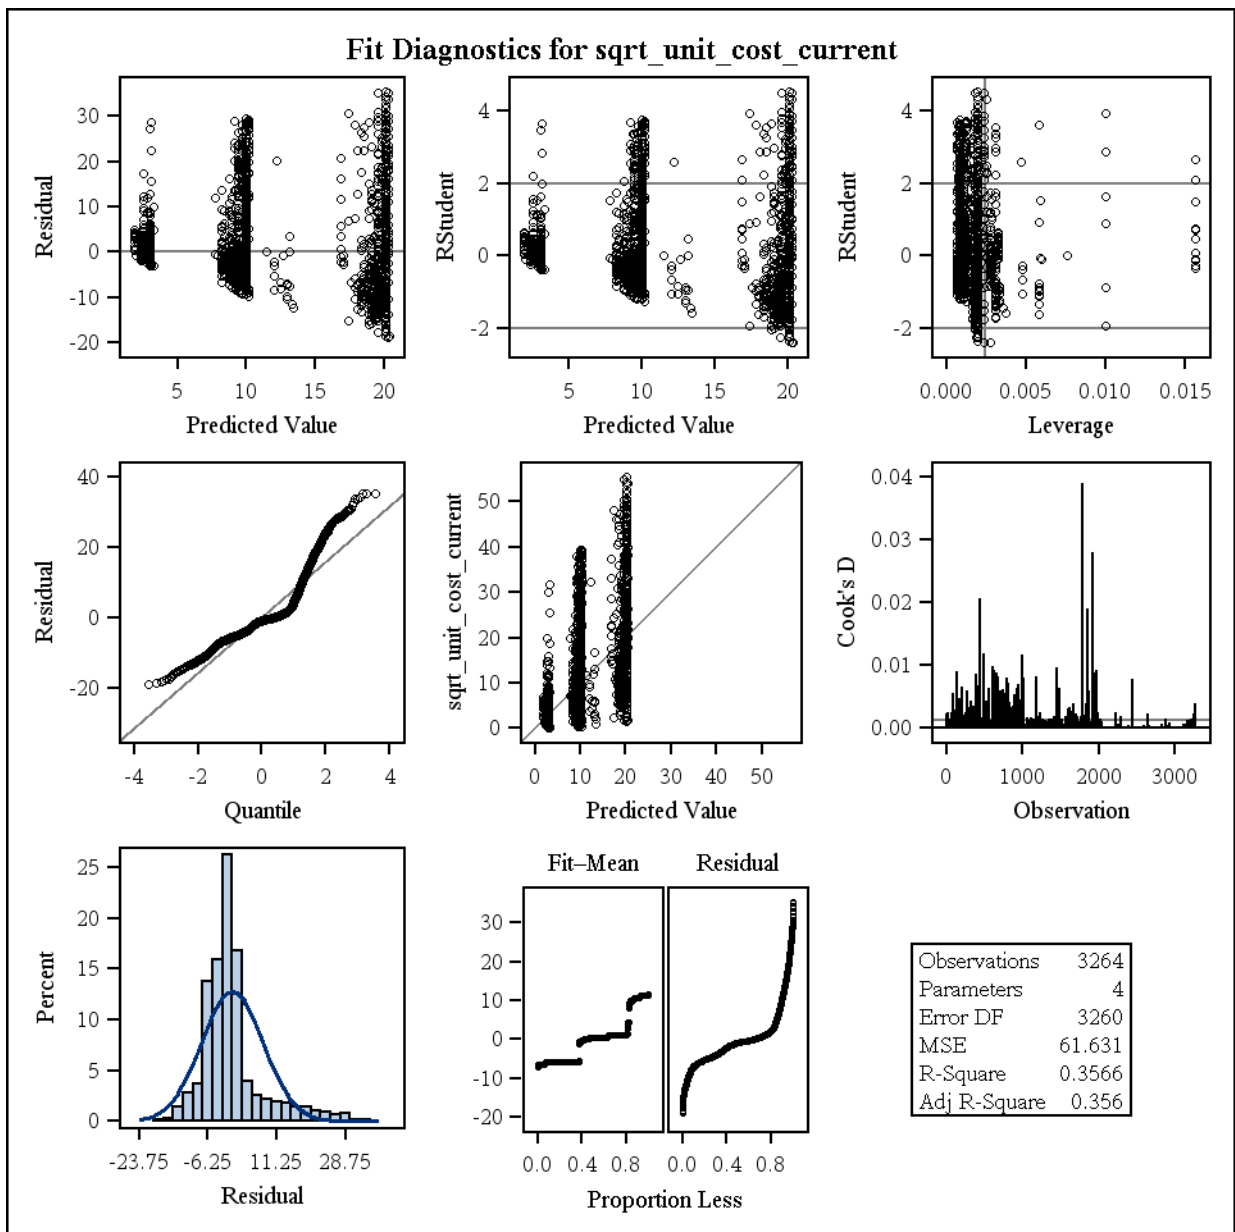 Fit Diagnostics for sqrt_unit_cost_current
30
20
10
0
-10
-20
Residual
5 10 15 20
Predicted Value
4
2
0
-2
RStudent
5 10 15 20
Predicted Value
4
2
0
-2
RStudent
0.000 0.005 0.010 0.015
Leverage
40
20
0
-20
Residual
-4 -2 0 2 4
Quantile
50
40
30
20
10
0
sqrt_unit_cost_current
0 10 20 30 40 50
Predicted Value
0.04
0.03
0.02
0.01
0.00
Cook's D
0 1000 2000 3000
Observation
25
20
15
10
5
0
Percent
-23.75 -6.25 11.25 28.75
Residual
Fit–Mean Residual
30
20
10
0
-10
-20
0.0 0.4 0.8 0.0 0.4 0.8
Proportion Less
Observations 3264
Parameters 4
Error DF 3260
MSE 61.631
R-Square 0.3566
Adj R-Square 0.356